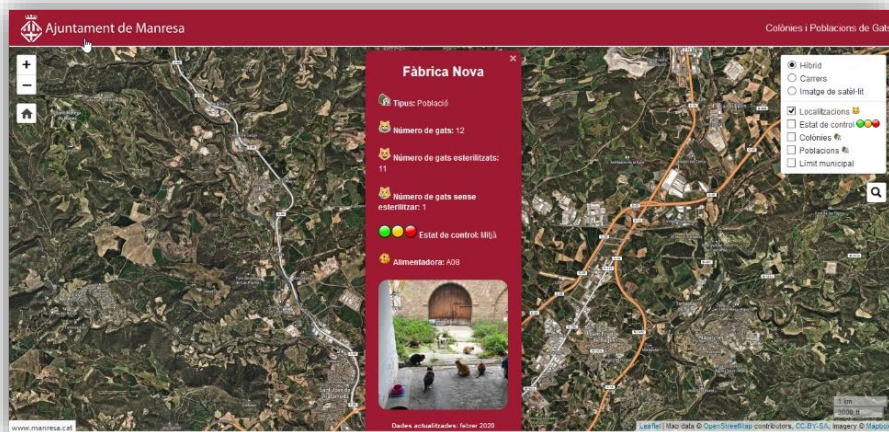 Ajuntament de Manresa
Colònies i Poblacions de Gats
+
−
×
Fàbrica Nova
Tipus: Població
Número de gats: 12
Número de gats esterilitzats:
11
Número de gats sense
esterilitzar: 1
Estat de control: Mitjà
Alimentadora: A08
Dades actualitzades: febrer 2020
Híbrid
Carrers
Imatge de satèl·lit
Localitzacions
Estat de control
Colònies
Poblacions
Límit municipal
1 km
3000 ft
www.manresa.cat
Leaflet | Map data © OpenStreetMap contributors, CC-BY-SA, Imagery © Mapbox